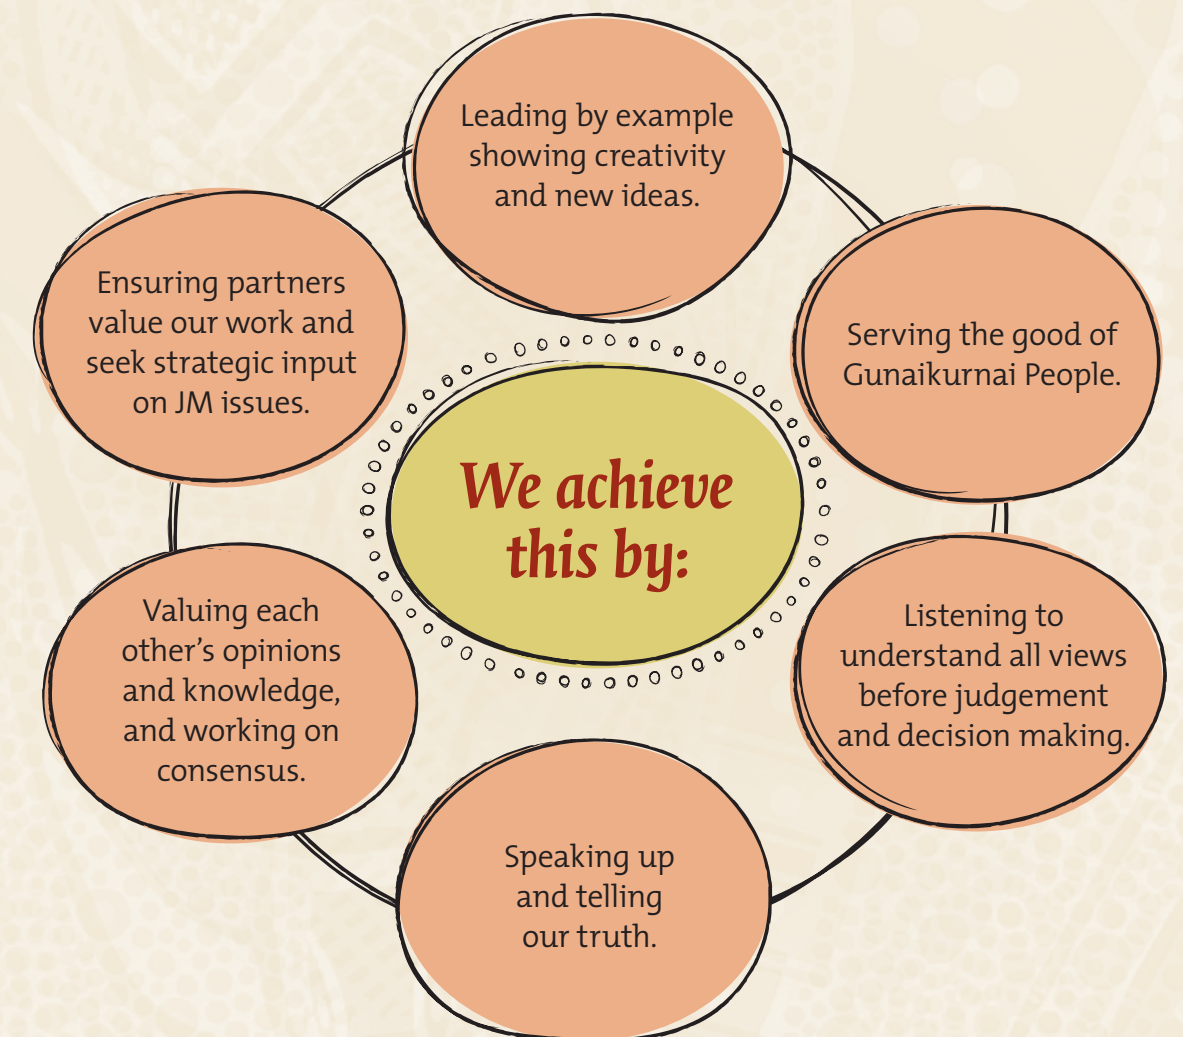 Leading by example
showing creativity
and new ideas.
Serving the good of
Gunaikurnai People.
Listening to
understand all views
before judgement
and decision making.
Speaking up
and telling
our truth.
Valuing each
other’s opinions
and knowledge,
and working on
consensus.
Ensuring partners
value our work and
seek strategic input
on JM issues.
We achieve
this by: